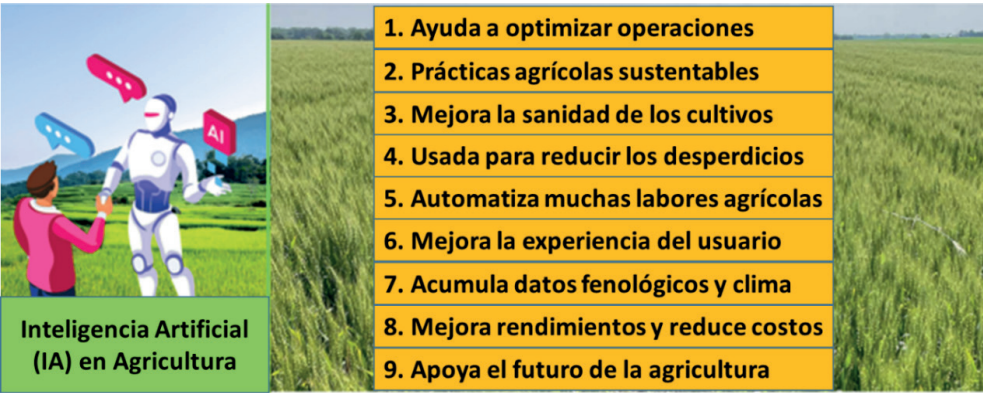 Inteligencia Artificial
(IA) en Agricultura
1. Ayuda a optimizar operaciones
2. Prácticas agrícolas sustentables
3. Mejora la sanidad de los cultivos
4. Usada para reducir los desperdicios
5. Automatiza muchas labores agrícolas
6. Mejora la experiencia del usuario
7. Acumula datos fenológicos y clima
8. Mejora rendimientos y reduce costos
9. Apoya el futuro de la agricultura
AI